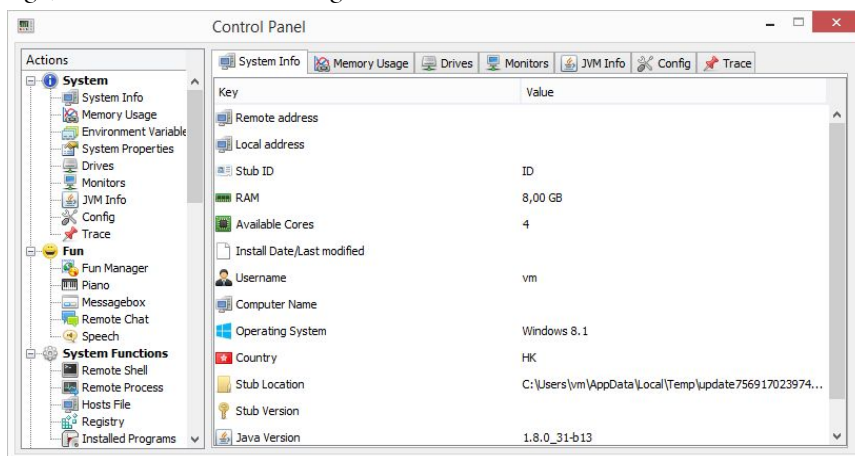 Control Panel
Actions
System
System Info
Memory Usage
Environment Variable
System Properties
Drives
Monitors
JVM Info
Config
Trace
Fun
Fun Manager
Piano
Messagebox
Remote Chat
Speech
System Functions
Remote Shell
Remote Process
Hosts File
Registry
Installed Programs
System Info Memory Usage Drives Monitors JVM Info Config Trace
Key Value
Remote address
Local address
Stub ID ID
RAM 8,00 GB
Available Cores 4
Install Date/Last modified
Username vm
Computer Name
Operating System Windows 8.1
Country HK
Stub Location C:\Users\vm\AppData\Local\Temp\update756917023974...
Stub Version
Java Version 1.8.0_31-b13